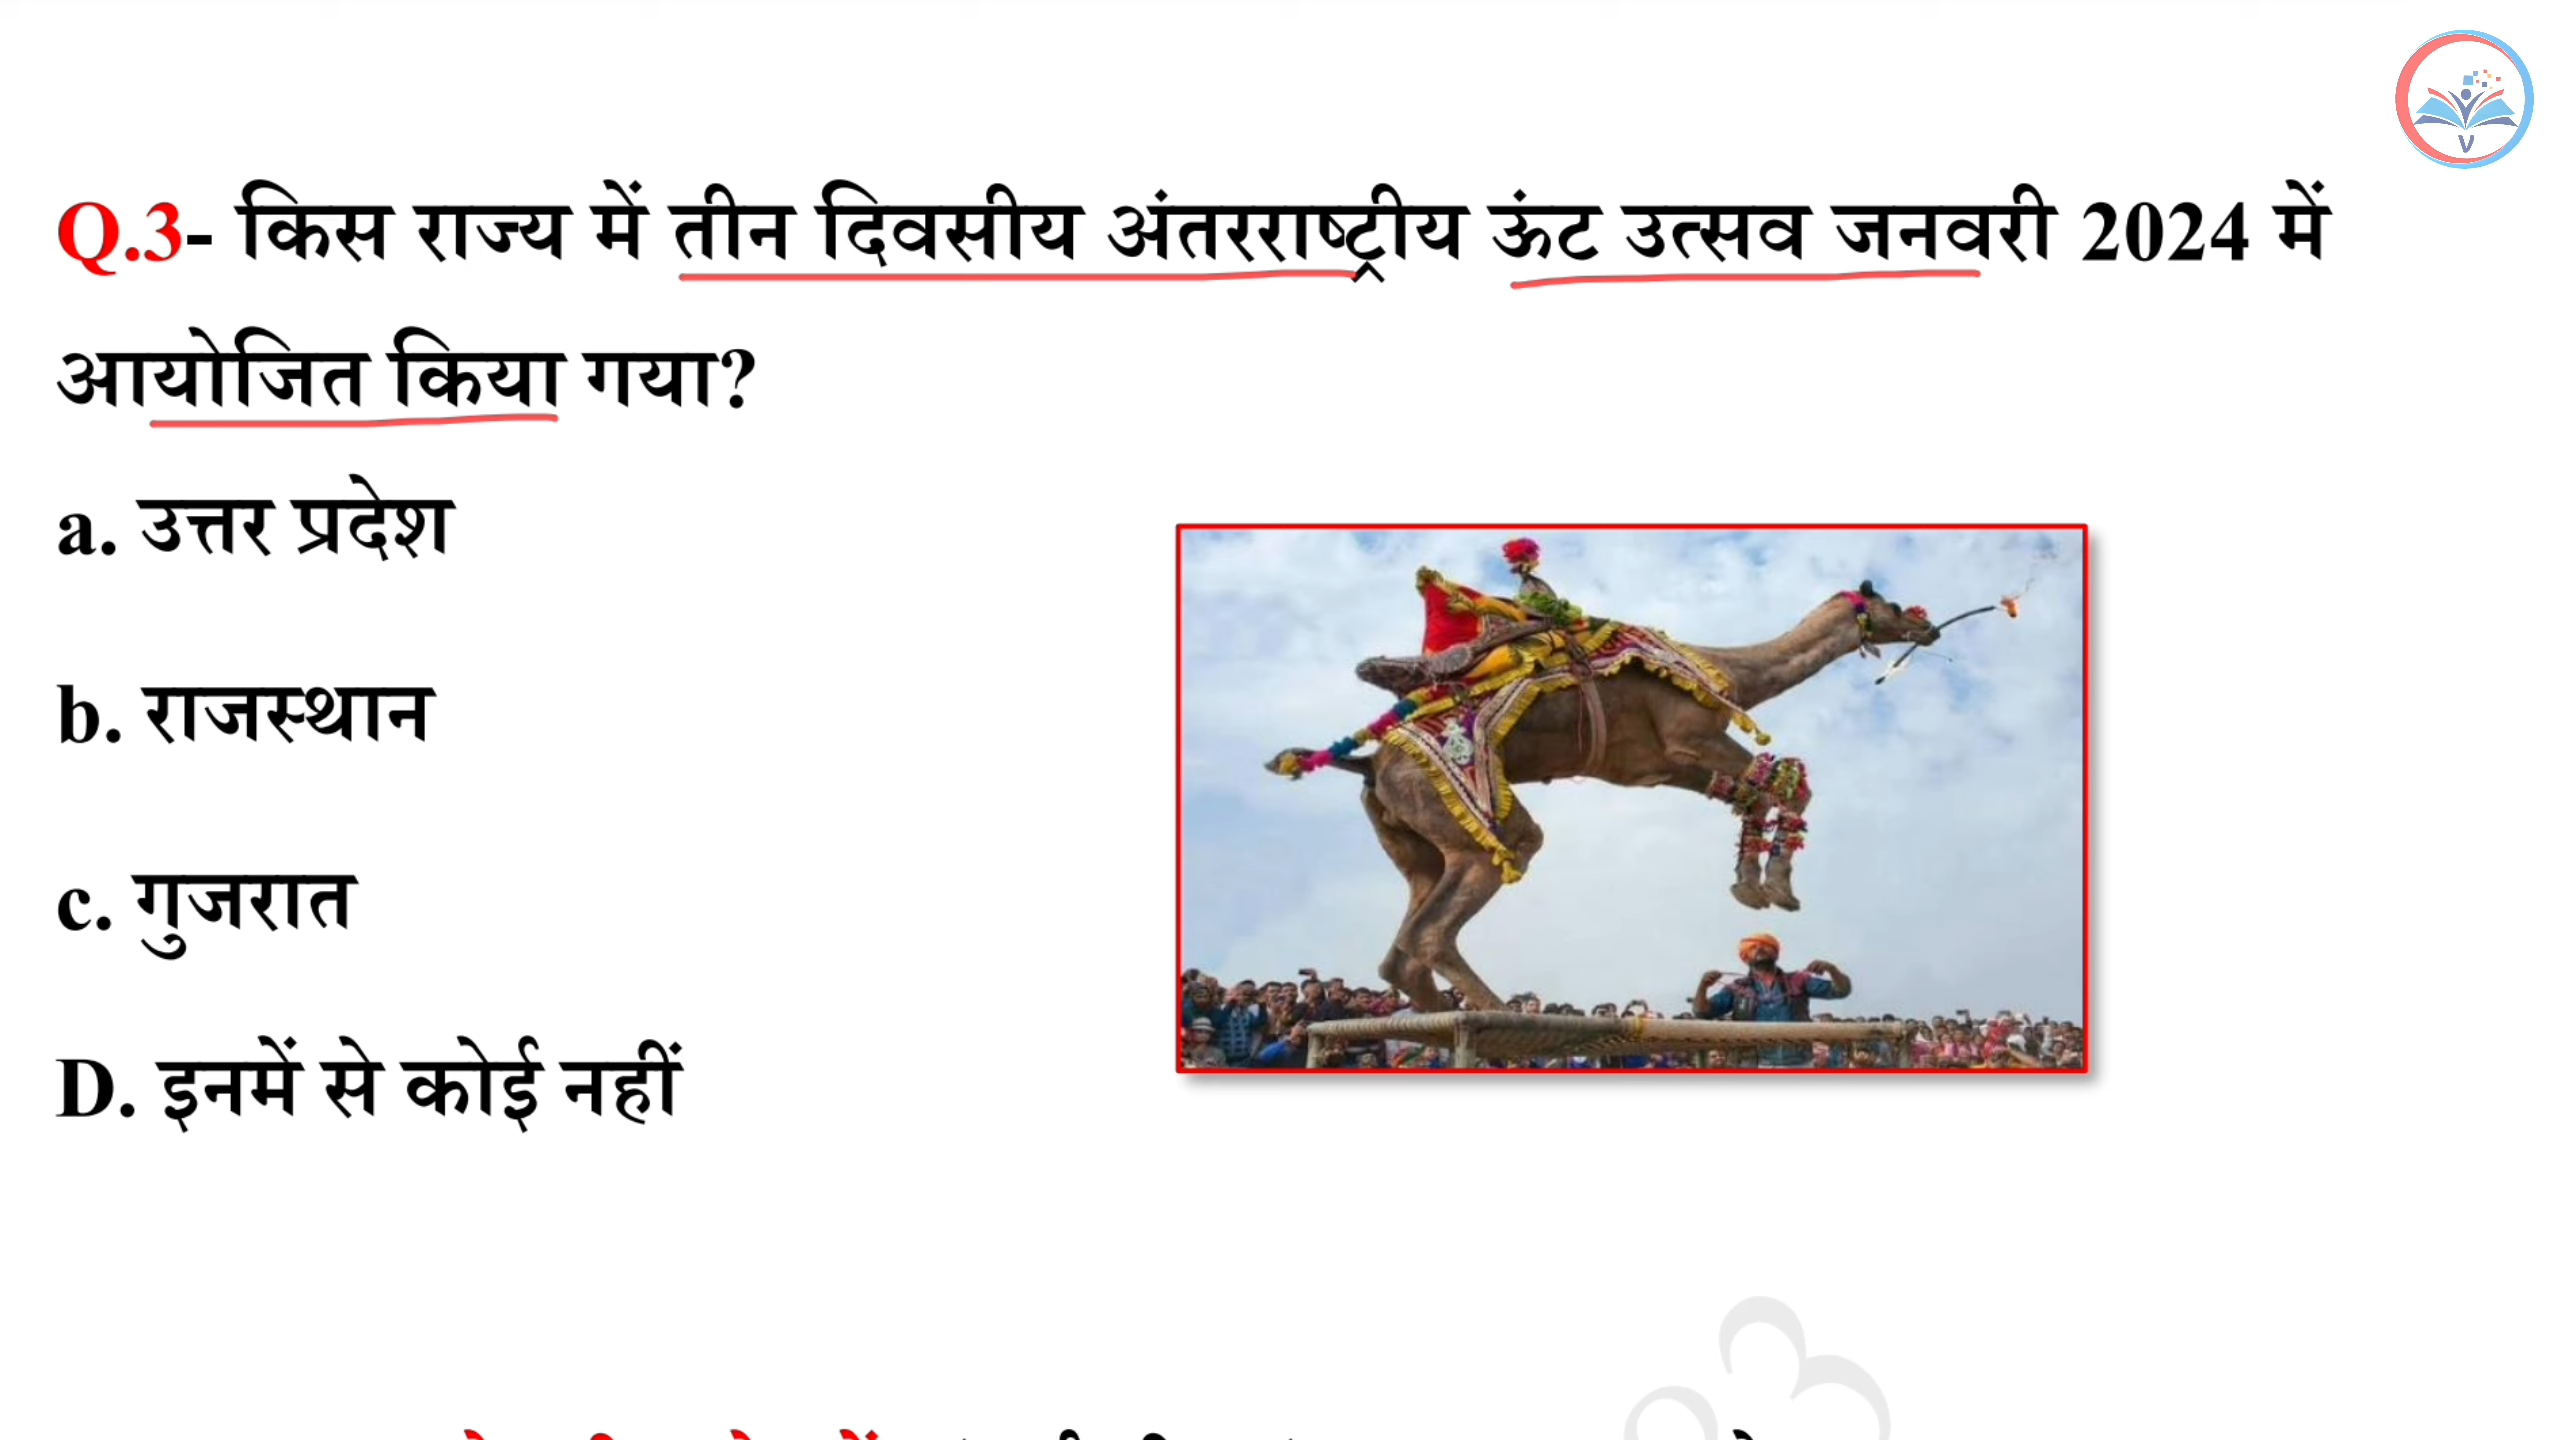 Q.3- किस राज्य में तीन दिवसीय अंतरराष्ट्रीय ऊंट उत्सव जनवरी 2024 में
आयोजित किया गया?
a. उत्तर प्रदेश
b. राजस्थान
c. गुजरात
D. इनमें से कोई नहीं